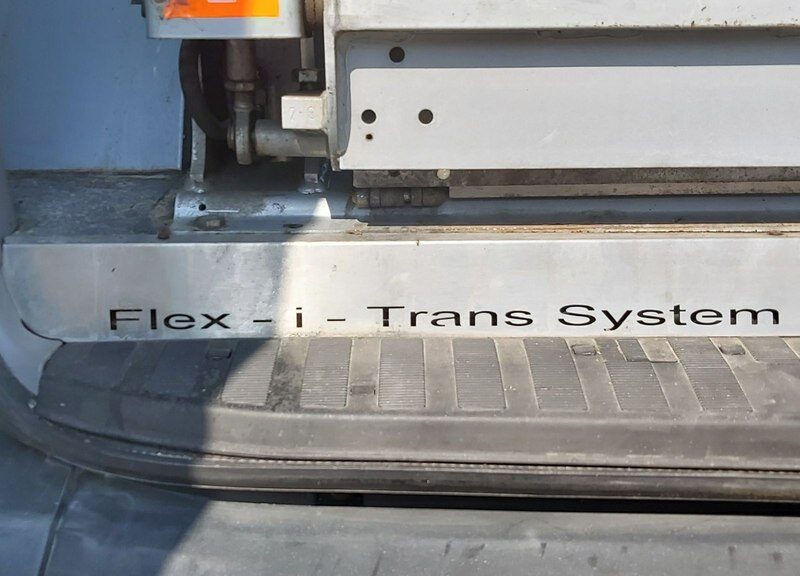 Flex - i - Trans System